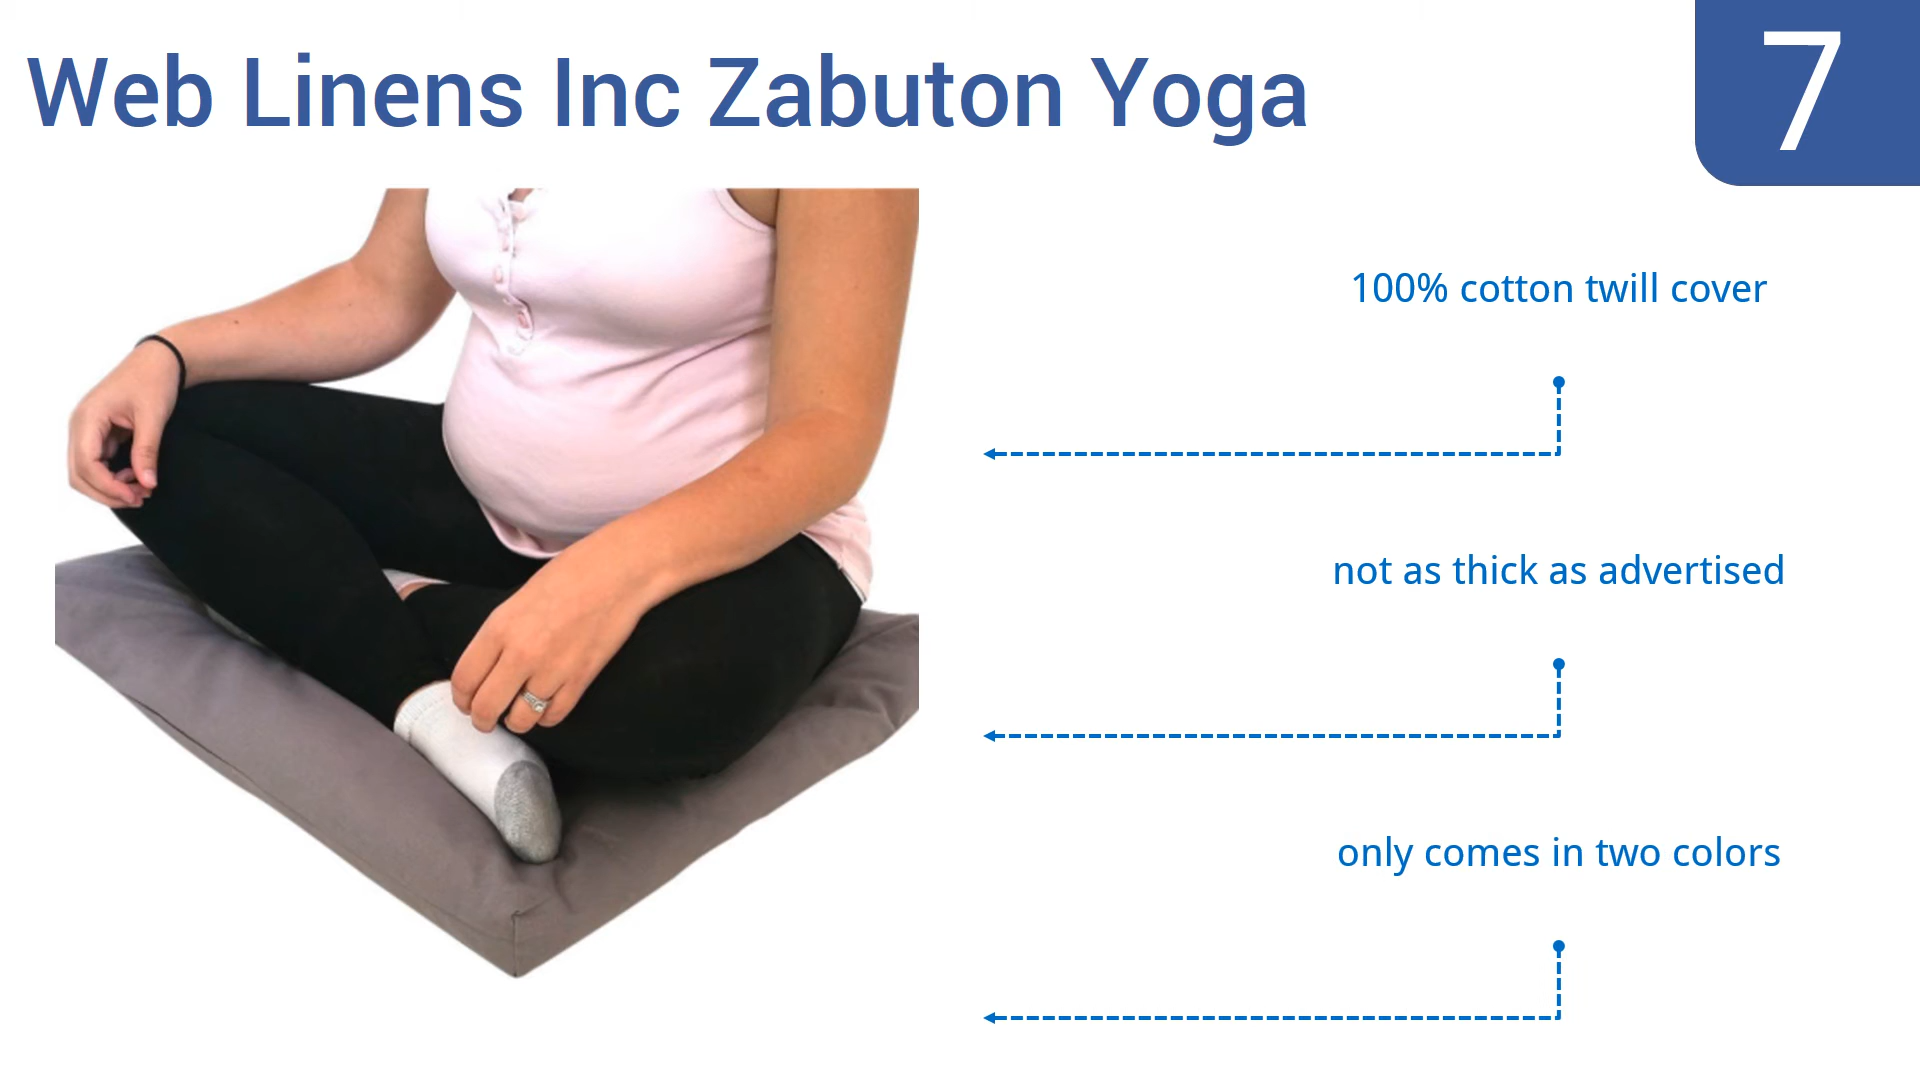 Web Linens Inc Zabuton Yoga
7
100% cotton twill cover
not as thick as advertised
only comes in two colors